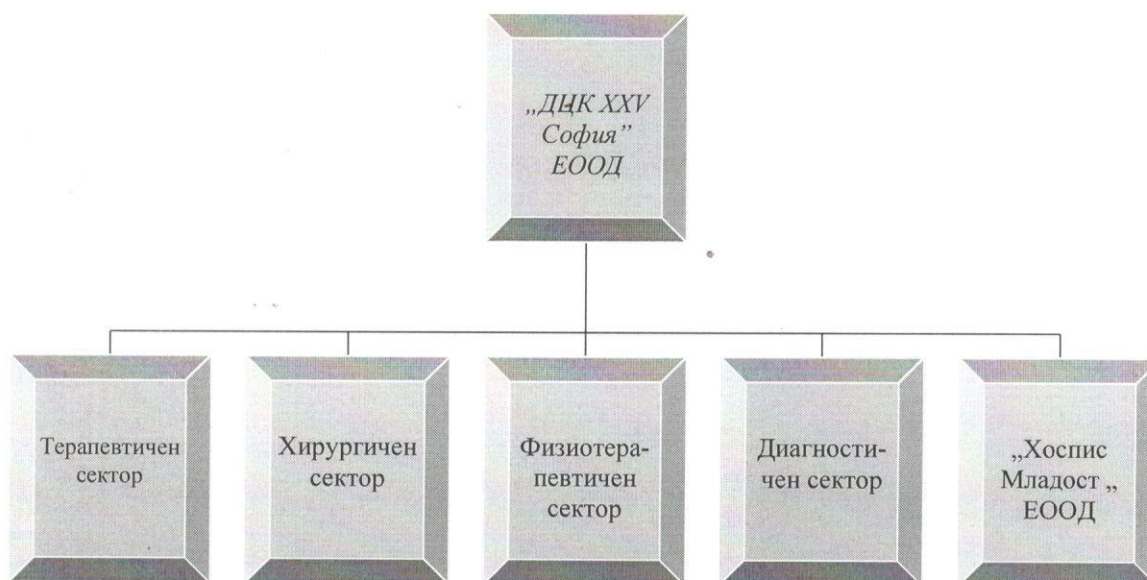 „ДЦК XXV
София”
ЕООД
Терапевтичен
сектор
Хирургичен
сектор
Физиотера-
певтичен
сектор
Диагности-
чен сектор
„Хоспис
Младост „
ЕООД